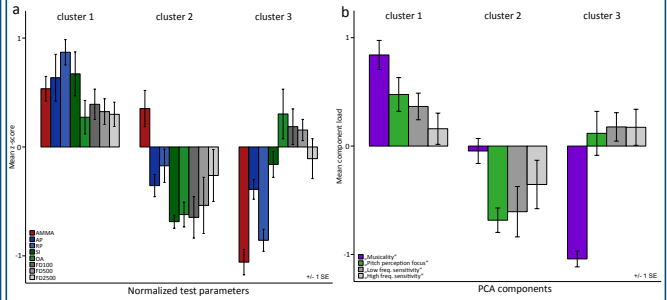 a
cluster 1
cluster 2
cluster 3
1
0
-1
Mean z-score
AMMA
AP
RP
SI
OA
FD100
FD500
FD2500
+/- 1 SE
Normalized test parameters
b
cluster 1
cluster 2
cluster 3
1
0
-1
Mean component load
„Musicality"
„Pitch perception focus"
„Low freq. sensitivity"
„High freq. sensitivity"
+/- 1 SE
PCA components